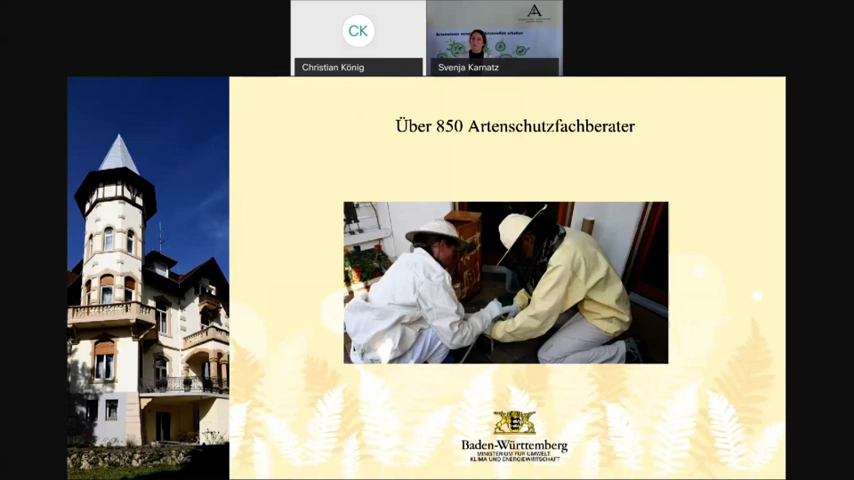 CK
Christian König
Svenja Karnatz
Über 850 Artenschutzfachberater
Baden-Württemberg
MINISTERIUM FÜR UMWELT,
KLIMA UND ENERGIEWIRTSCHAFT